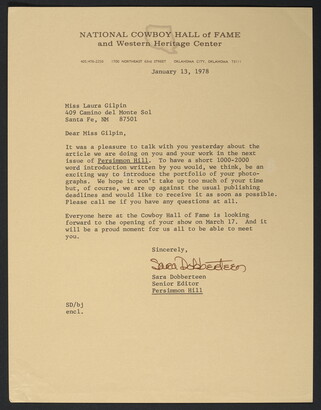 NATIONAL COWBOY HALL of FAME
and Western Heritage Center
1700 NORTHEAST 63rd STREET OKLAHOMA CITY, OKLAHOMA 73111
January 13, 1978
Miss Laura Gilpin
409 Camino del Monte Sol
Santa Fe, NM 87501
Dear Miss Gilpin,
It was a pleasure to talk with you yesterday about the
article we are doing on you and your work in the next
issue of Persimmon Hill. To have a short 1000-2000
word introduction written by you would, we think, be an
exciting way to introduce the portfolio of your photo-
graphs. We hope it won't take up too much of your time
but, of course, we are up against the usual publishing
deadlines and would like to receive it as soon as possible.
Please call me if you have any questions at all.
Everyone here at the Cowboy Hall of Fame is looking
forward to the opening of your show on March 17. And it
will be a proud moment for us all to be able to meet
you.
Sincerely,
Sara Dobberteen
Sara Dobberteen
Senior Editor
Persimmon Hill
SD/bj
encl.